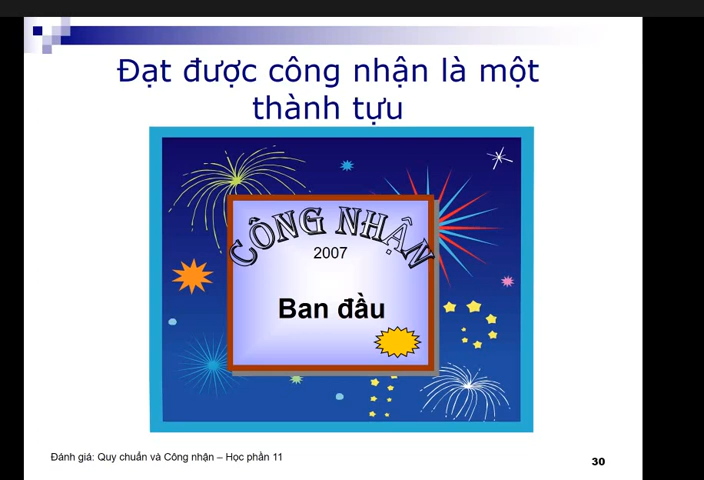 Đạt được công nhận là một
thành tựu
CÔNG NHẬN
2007
Ban đầu
Đánh giá: Quy chuẩn và Công nhận – Học phần 11
30